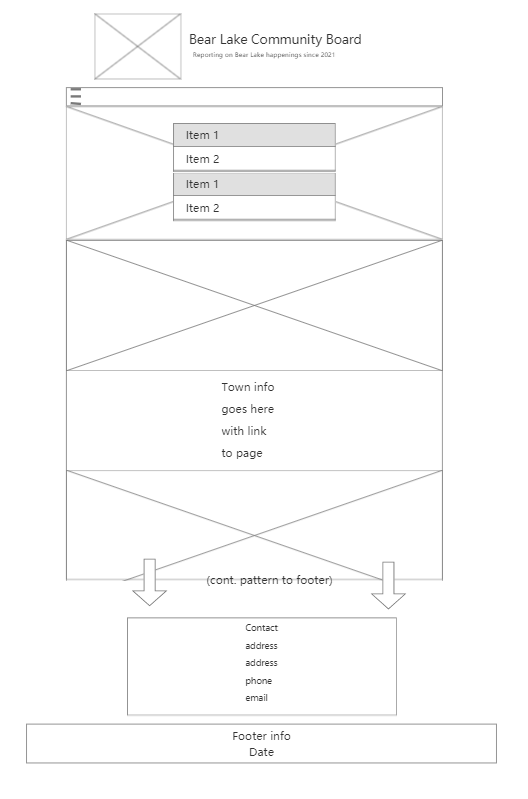 Bear Lake Community Board
Reporting on Bear Lake happenings since 2021
Item 1
Item 2
Item 1
Item 2
Town info
goes here
with link
to page
(cont. pattern to footer)
Contact
address
address
phone
email
Footer info
Date